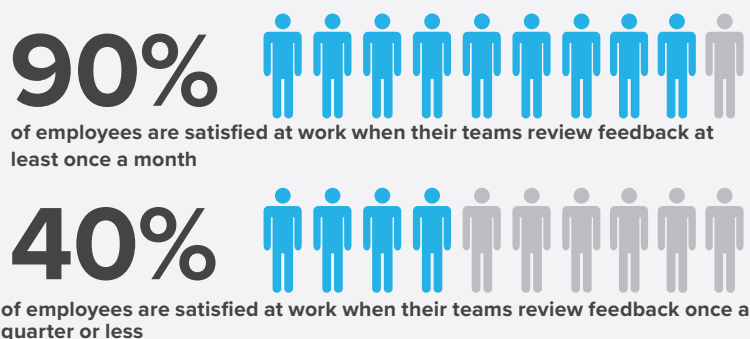 90%
of employees are satisfied at work when their teams review feedback at
least once a month
40%
of employees are satisfied at work when their teams review feedback once a
quarter or less